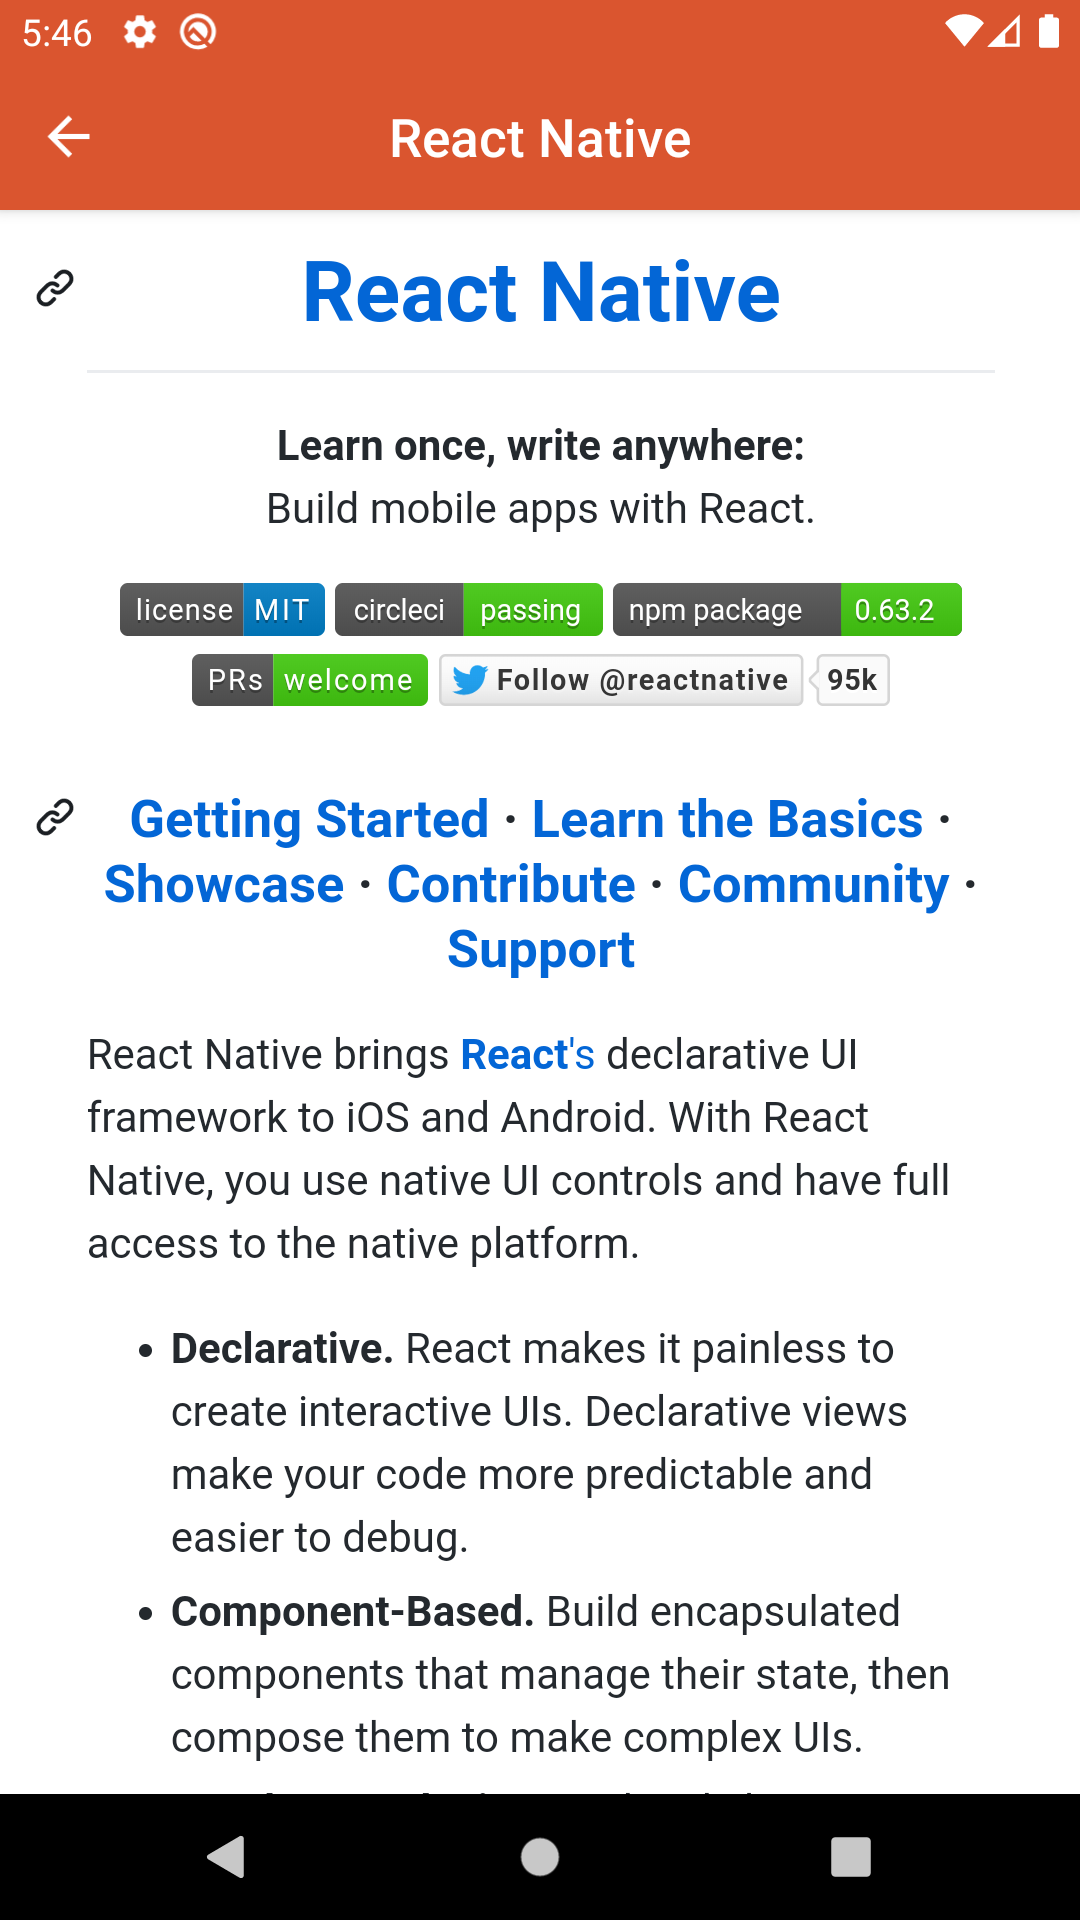 5:46
React Native
React Native
Learn once, write anywhere:
Build mobile apps with React.
license MIT circleci passing npm package 0.63.2
PRs welcome Follow @reactnative 95k
Getting Started · Learn the Basics ·
Showcase · Contribute · Community ·
Support
React Native brings React's declarative UI
framework to iOS and Android. With React
Native, you use native UI controls and have full
access to the native platform.
• Declarative. React makes it painless to
create interactive UIs. Declarative views
make your code more predictable and
easier to debug.
• Component-Based. Build encapsulated
components that manage their state, then
compose them to make complex UIs.